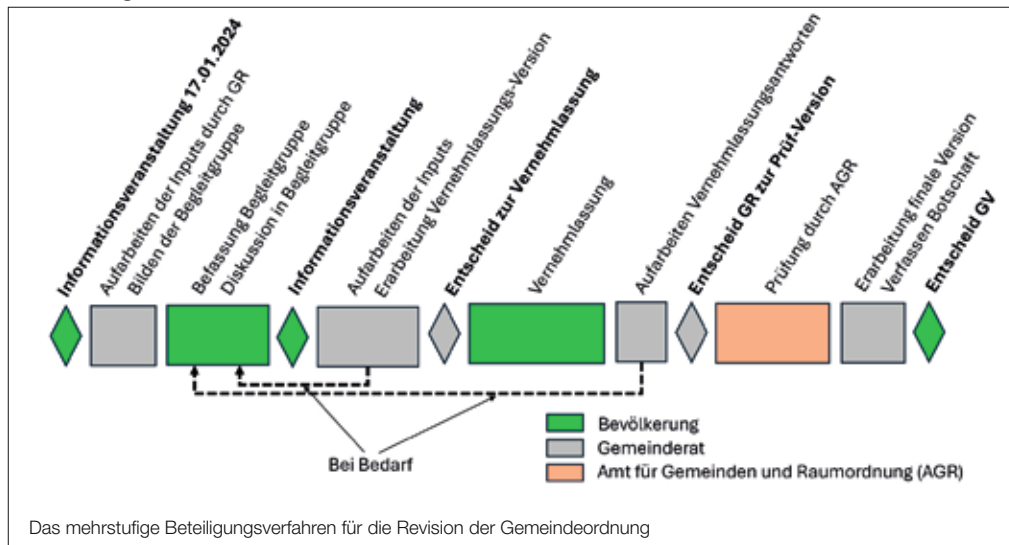 Informationsveranstaltung 17.01.2024
Aufarbeiten der Inputs durch GR
Bilden der Begleitgruppe
Befassung Begleitgruppe
Diskussion in Begleitgruppe
Informationsveranstaltung
Aufarbeiten der Inputs
Erarbeitung Vernehmlassungs-Version
Entscheid zur Vernehmlassung
Vernehmlassung
Aufarbeiten Vernehmlassungsantworten
Entscheid GR zur Prüf-Version
Prüfung durch AGR
Erarbeitung finale Version
Verfassen Botschaft
Entscheid GV
Bei Bedarf
Bevölkerung
Gemeinderat
Amt für Gemeinden und Raumordnung (AGR)
Das mehrstufige Beteiligungsverfahren für die Revision der Gemeindeordnung